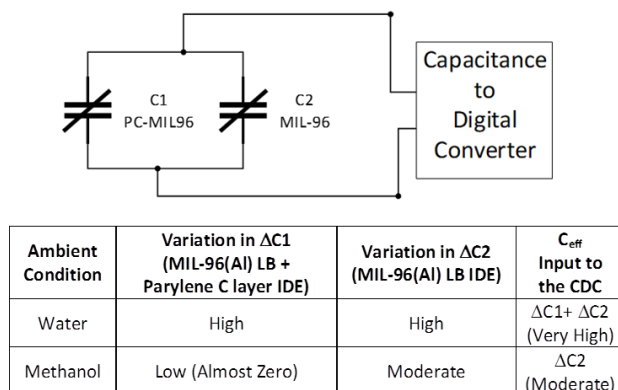 C1
PC-MIL96
C2
MIL-96
Capacitance
to
Digital
Converter
Ambient
Condition
Variation in ΔC1
(MIL-96(Al) LB +
Parylene C layer IDE)
Variation in ΔC2
(MIL-96(Al) LB IDE)
Ceff
Input to
the CDC
Water
High
High
ΔC1+ ΔC2
(Very High)
Methanol
Low (Almost Zero)
Moderate
ΔC2
(Moderate)